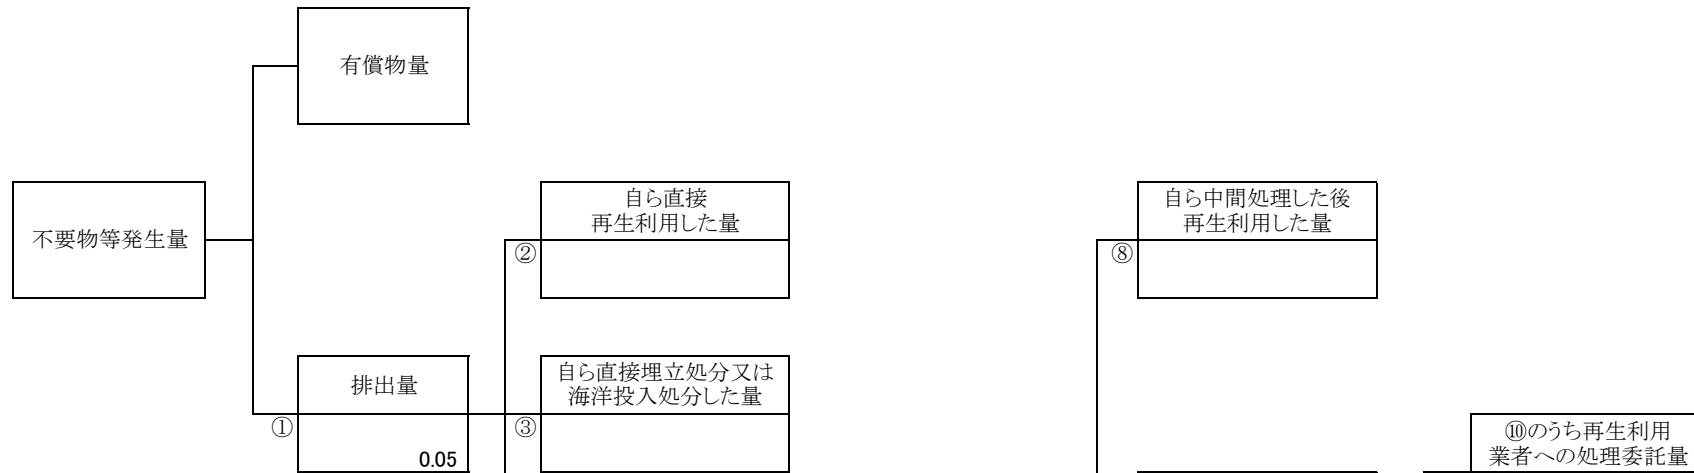 有償物量
不要物等発生量
自ら直接
再生利用した量
②
自ら中間処理した後
再生利用した量
⑧
排出量
①
0.05
自ら直接埋立処分又は
海洋投入処分した量
③
⑩のうち再生利用
業者への処理委託量